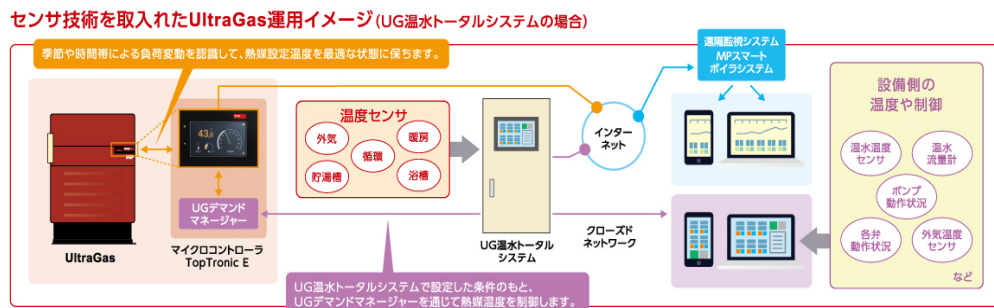 センサ技術を取入れたUltraGas運用イメージ（UG温水トータルシステムの場合）
季節や時間帯による負荷変動を認識して、熱媒設定温度を最適な状態に保ちます。
43.8
UGデマンド
マネージャー
UltraGas
マイクロコントローラ
TopTronic E
温度センサ
外気
暖房
循環
貯湯槽
浴槽
UG温水トータル
システム
インター
ネット
クローズド
ネットワーク
遠隔監視システム
MPスマート
ボイラシステム
設備側の
温度や制御
温水温度
センサ
温水
流量計
ポンプ
動作状況
各弁
動作状況
外気温度
センサ
など
UG温水トータルシステムで設定した条件のもと、
UGデマンドマネージャーを通じて熱媒温度を制御します。